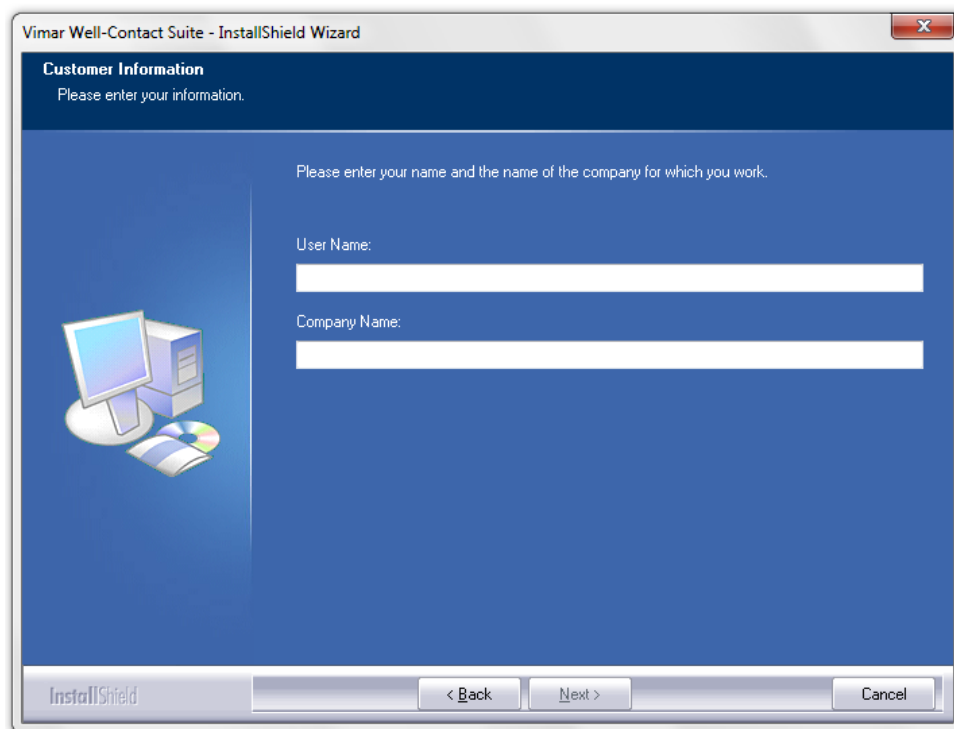 Vimar Well-Contact Suite - InstallShield Wizard
Customer Information
Please enter your information.
Please enter your name and the name of the company for which you work.
User Name:
Company Name:
InstallShield
< Back
Next >
Cancel